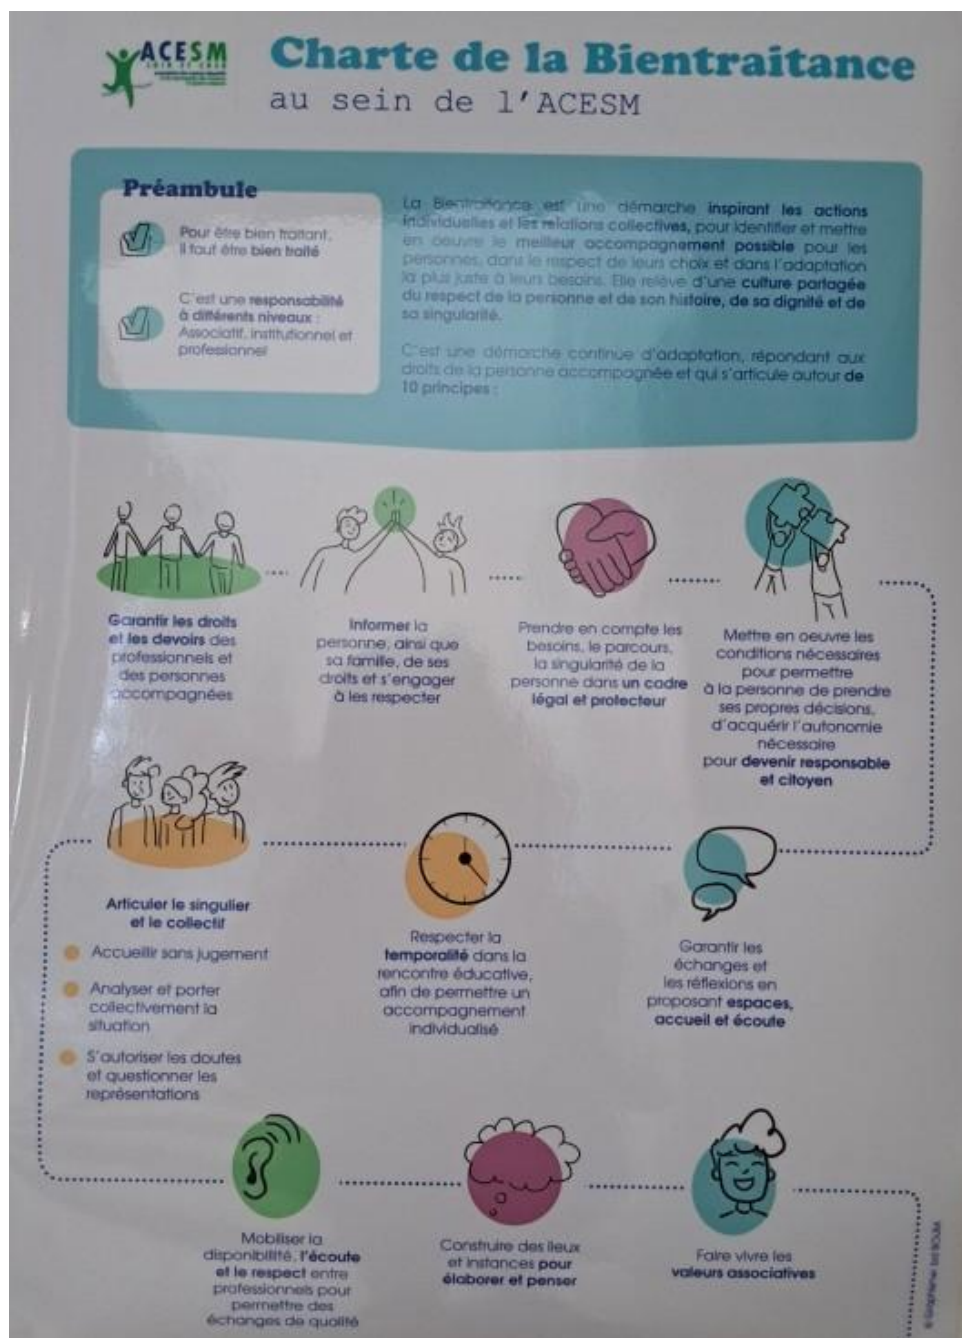 ACESM
Charte de la Bientraitance
au sein de l'ACESM
Préambule
Pour être bien traitant,
il faut être bien traité
C'est une responsabilité
à différents niveaux :
Associatif, institutionnel et
professionnel
La Bientraitance est une démarche inspirant les actions
individuelles et les relations collectives, pour identifier et mettre
en oeuvre le meilleur accompagnement possible pour les
personnes, dans le respect de leurs choix et dans l'adaptation
la plus juste à leurs besoins. Elle relève d'une culture partagée
du respect de la personne et de son histoire, de sa dignité et de
sa singularité.
C'est une démarche continue d'adaptation, répondant aux
droits de la personne accompagnée et qui s'articule autour de
10 principes :
Garantir les droits
et les devoirs des
professionnels et
des personnes
accompagnées
Informer la
personne, ainsi que
sa famille, de ses
droits et s'engager
à les respecter
Prendre en compte les
besoins, le parcours,
la singularité de la
personne dans un cadre
légal et protecteur
Mettre en oeuvre les
conditions nécessaires
pour permettre
à la personne de prendre
ses propres décisions,
d'acquérir l'autonomie
nécessaire
pour devenir responsable
et citoyen
Garantir les
échanges et
les réflexions en
proposant espaces,
accueil et écoute
Respecter la
temporalité dans la
rencontre éducative,
afin de permettre un
accompagnement
individualisé
Articuler le singulier
et le collectif
Accueillir sans jugement
Analyser et porter
collectivement la
situation
S'autoriser les doutes
et questionner les
représentations
Mobiliser la
disponibilité, l'écoute
et le respect entre
professionnels pour
permettre des
échanges de qualité
Construire des lieux
et instances pour
élaborer et penser
Faire vivre les
valeurs associatives